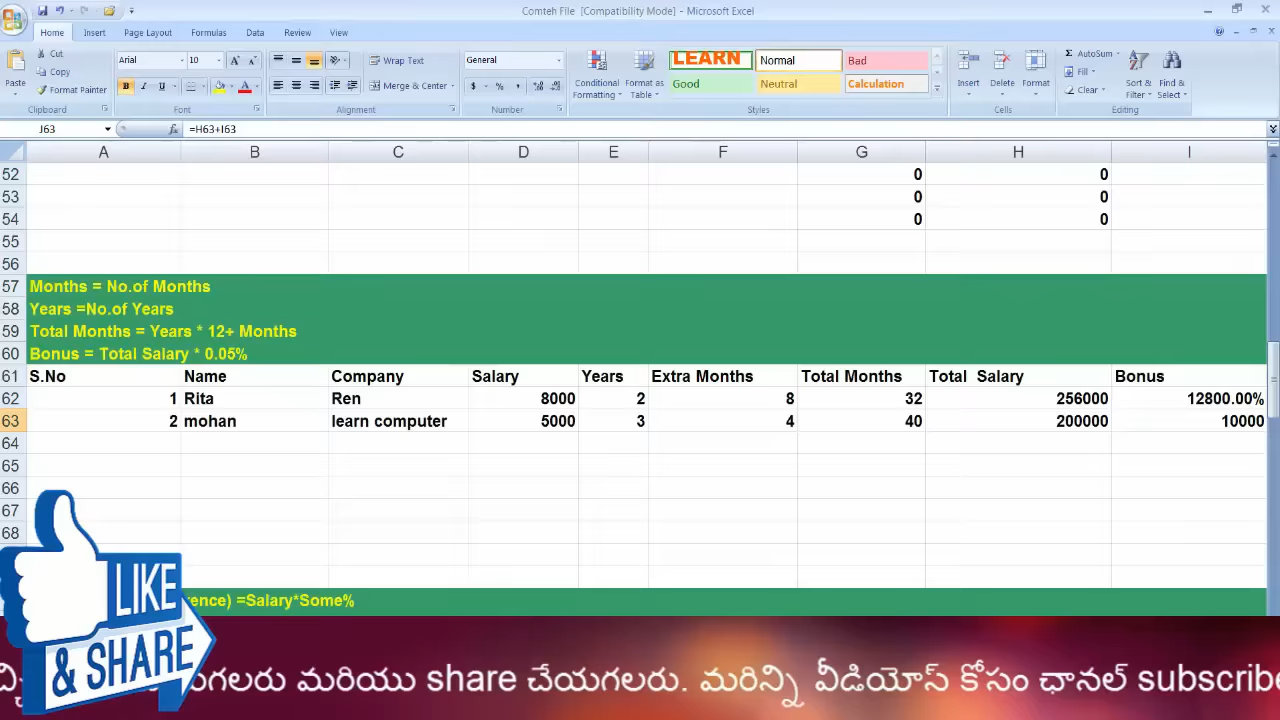 Comteh File [Compatibility Mode] - Microsoft Excel
Home Insert Page Layout Formulas Data Review View
Paste Cut Copy Format Painter Clipboard
Arial 10 B I U Font
Wrap Text Merge & Center Alignment
General $ % , Number
Conditional Formatting Format as Table
LEARN Normal Bad
Good Neutral Calculation
Styles
Insert Delete Format Cells
AutoSum Fill Clear Sort & Filter Find & Select Editing
J63 fx =H63+I63
A B C D E F G H I
52 0 0
53 0 0
54 0 0
55
56
57 Months = No.of Months
58 Years =No.of Years
59 Total Months = Years * 12+ Months
60 Bonus = Total Salary * 0.05%
61 S.No Name Company Salary Years Extra Months Total Months Total Salary Bonus
62 1 Rita Ren 8000 2 8 32 256000 12800.00%
63 2 mohan learn computer 5000 3 4 40 200000 10000
64
65
66
67
68
rence) =Salary*Some%
LIKE
& SHARE
గలరు మరియు share చేయగలరు. మరిన్ని వీడియోస్ కోసం ఛానల్ subscribe